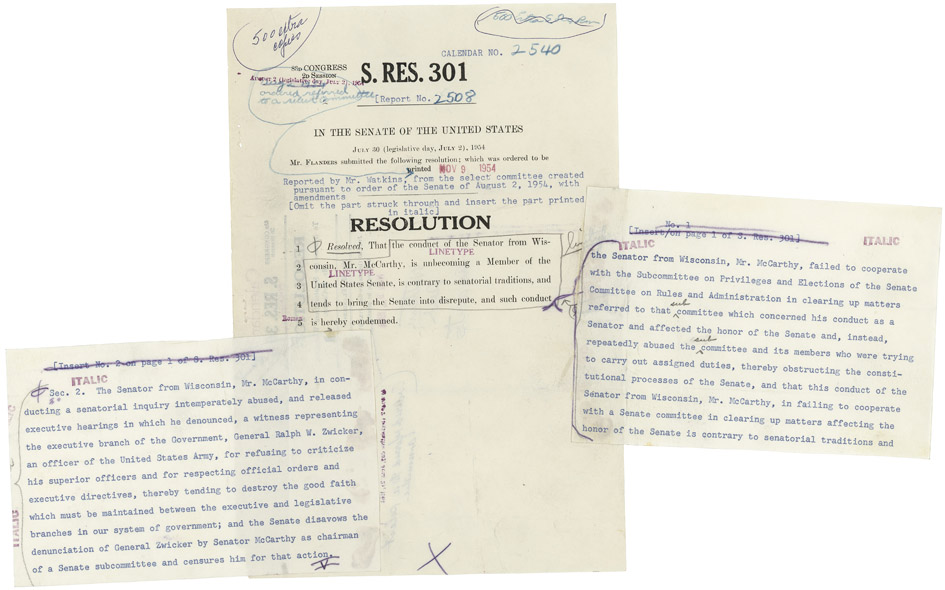 500 extra
copies
CALENDAR NO. 2540
83D CONGRESS
2D SESSION
S. RES. 301
[Report No. 2508
August 2 (legislative day, July 2), 1954
ordered referred
to a select committee
IN THE SENATE OF THE UNITED STATES
JULY 30 (legislative day, JULY 2), 1954
Mr. FLANDERS submitted the following resolution; which was ordered to be
printed
NOV 9 1954
Reported by Mr. Watkins, from the select committee created
pursuant to order of the Senate of August 2, 1954, with
amendments
[Omit the part struck through and insert the part printed
in italic]
RESOLUTION
1 Resolved, That the conduct of the Senator from Wis-
LINETYPE
2 consin, Mr. McCarthy, is unbecoming a Member of the
LINETYPE
3 United States Senate, is contrary to senatorial traditions, and
4 tends to bring the Senate into disrepute, and such conduct
Roman
5 is hereby condemned.
No. 1
[Insert on page 1 of S. Res. 301]
ITALIC
ITALIC
the Senator from Wisconsin, Mr. McCarthy, failed to cooperate
with the Subcommittee on Privileges and Elections of the Senate
Committee on Rules and Administration in clearing up matters
referred to that subcommittee which concerned his conduct as a
Senator and affected the honor of the Senate and, instead,
repeatedly abused the subcommittee and its members who were trying
to carry out assigned duties, thereby obstructing the consti-
tutional processes of the Senate, and that this conduct of the
Senator from Wisconsin, Mr. McCarthy, in failing to cooperate
with a Senate committee in clearing up matters affecting the
honor of the Senate is contrary to senatorial traditions and
[Insert No. 2 on page 1 of S. Res. 301]
ITALIC
Sec. 2. The Senator from Wisconsin, Mr. McCarthy, in con-
ducting a senatorial inquiry intemperately abused, and released
executive hearings in which he denounced, a witness representing
the executive branch of the Government, General Ralph W. Zwicker,
an officer of the United States Army, for refusing to criticize
his superior officers and for respecting official orders and
executive directives, thereby tending to destroy the good faith
which must be maintained between the executive and legislative
branches in our system of government; and the Senate disavows the
denunciation of General Zwicker by Senator McCarthy as chairman
of a Senate subcommittee and censures him for that action.
ITALIC